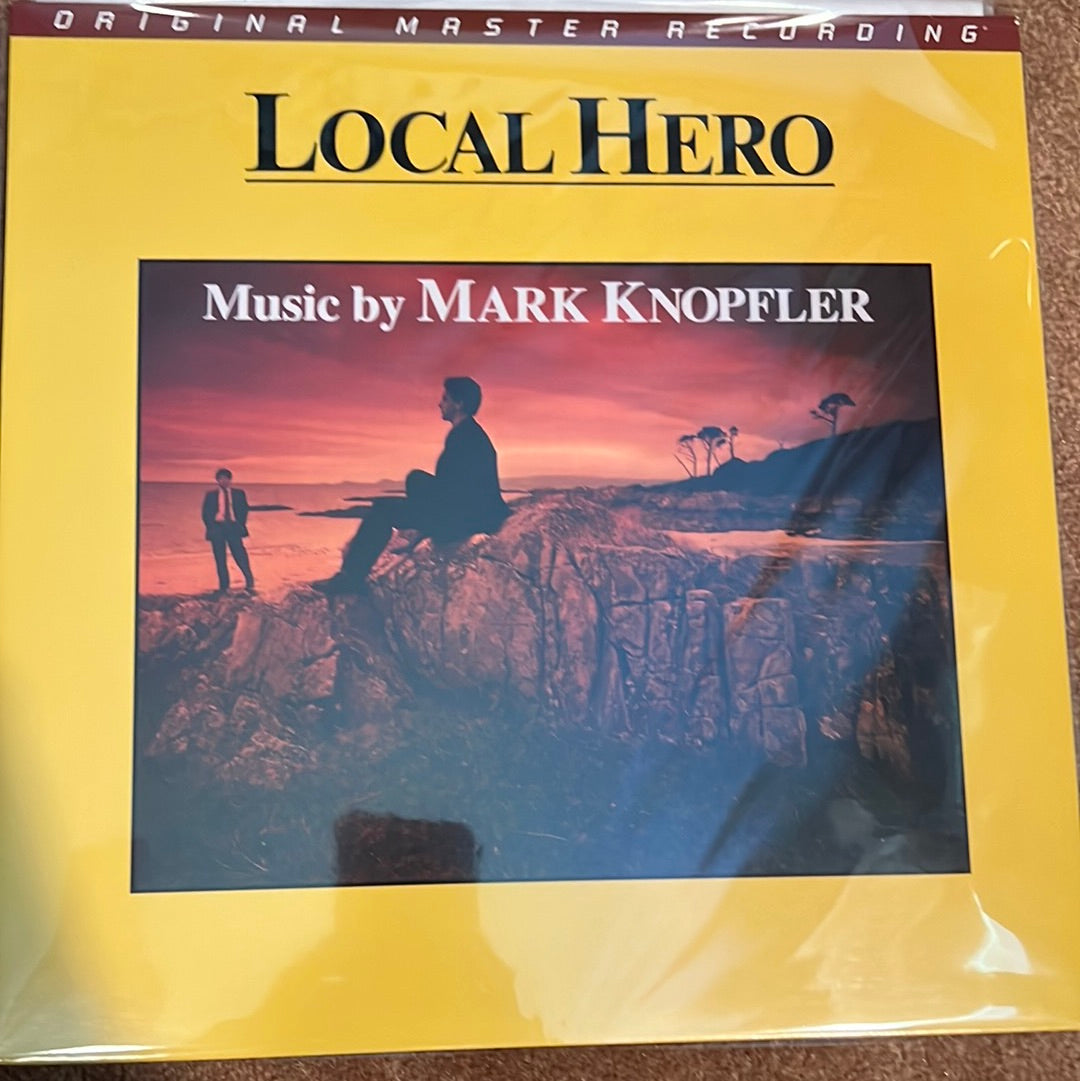 ORIGINAL MASTER RECORDING
LOCAL HERO
Music by MARK KNOPFLER